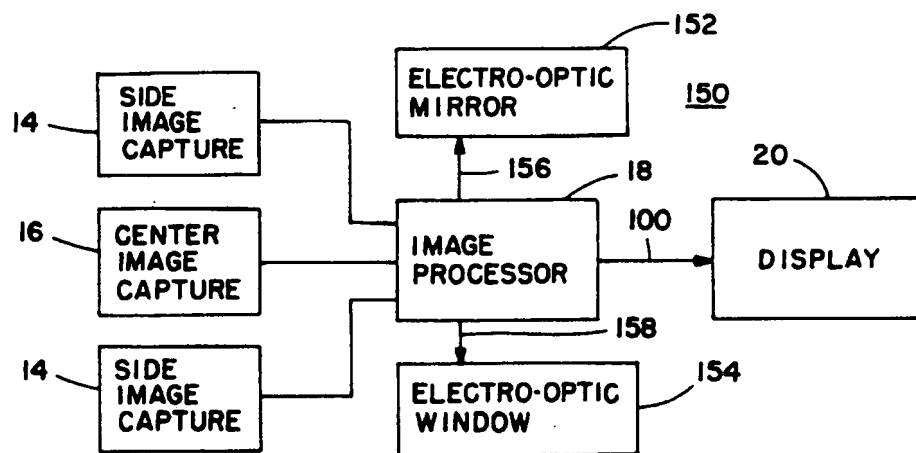 152
ELECTRO-OPTIC
MIRROR
150
14
SIDE
IMAGE
CAPTURE
156
18
20
16
CENTER
IMAGE
CAPTURE
IMAGE
PROCESSOR
100
DISPLAY
158
14
SIDE
IMAGE
CAPTURE
ELECTRO-OPTIC
WINDOW
154